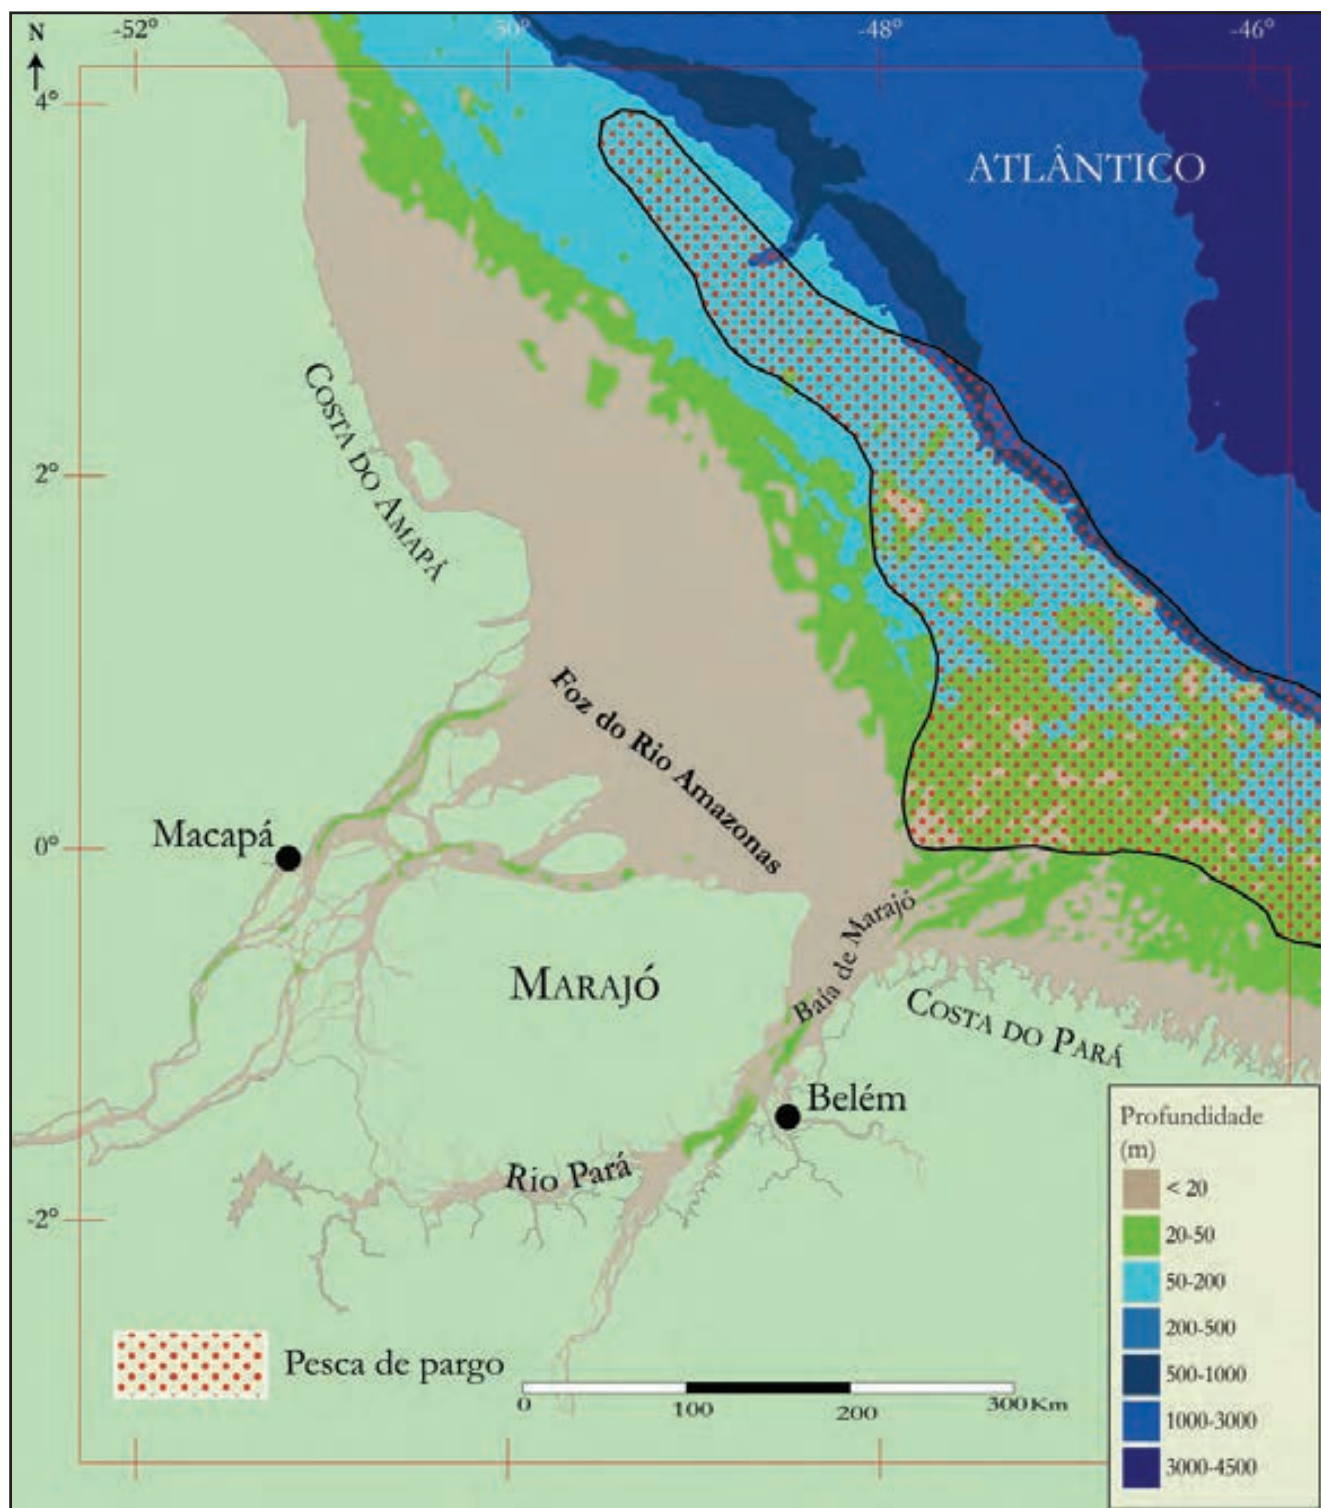 N
-52°
-50°
-48°
-46°
4°
ATLÂNTICO
COSTA DO AMAPÁ
2°
Foz do Rio Amazonas
Macapá
0°
Baía de Marajó
MARAJÓ
COSTA DO PARÁ
Belém
Rio Pará
-2°
Profundidade
(m)
< 20
20-50
50-200
200-500
500-1000
1000-3000
3000-4500
Pesca de pargo
0 100 200 300 Km